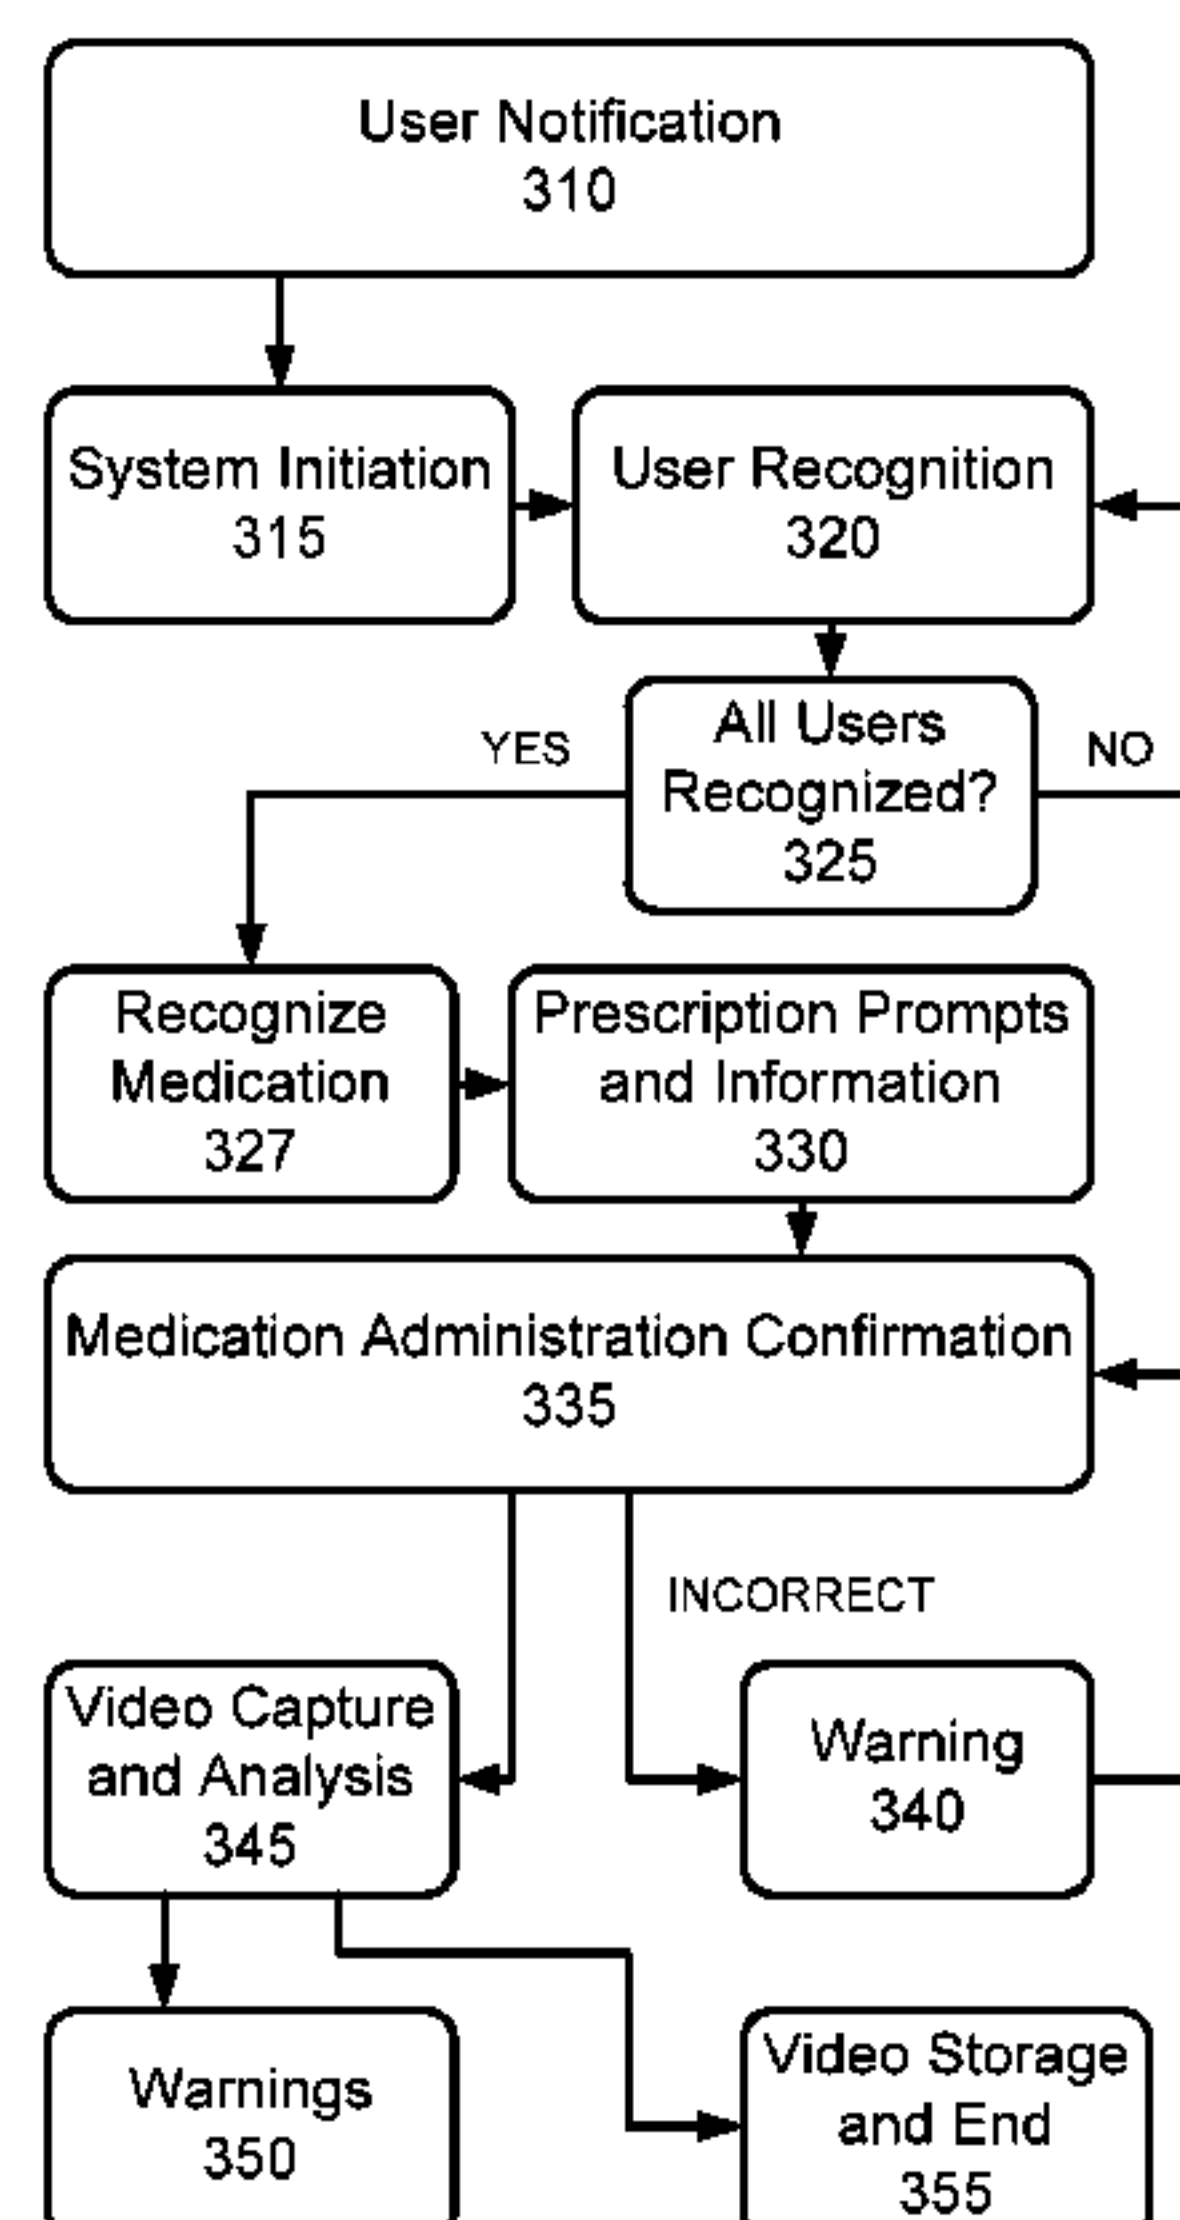 User Notification
310
System Initiation
315
User Recognition
320
YES
All Users
Recognized?
325
NO
Recognize
Medication
327
Prescription Prompts
and Information
330
Medication Administration Confirmation
335
INCORRECT
Video Capture
and Analysis
345
Warning
340
Warnings
350
Video Storage
and End
355